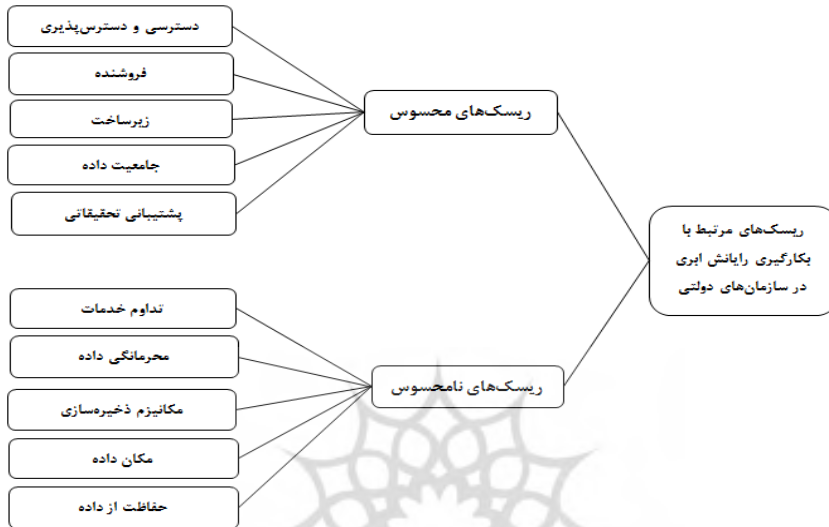 ریسک‌های مرتبط با
بکارگیری رایانش ابری
در سازمان‌های دولتی
ریسک‌های محسوس
دسترسی و دسترس‌پذیری
فروشنده
زیرساخت
جامعیت داده
پشتیبانی تحقیقاتی
ریسک‌های نامحسوس
تداوم خدمات
محرمانگی داده
مکانیزم ذخیره‌سازی
مکان داده
حفاظت از داده